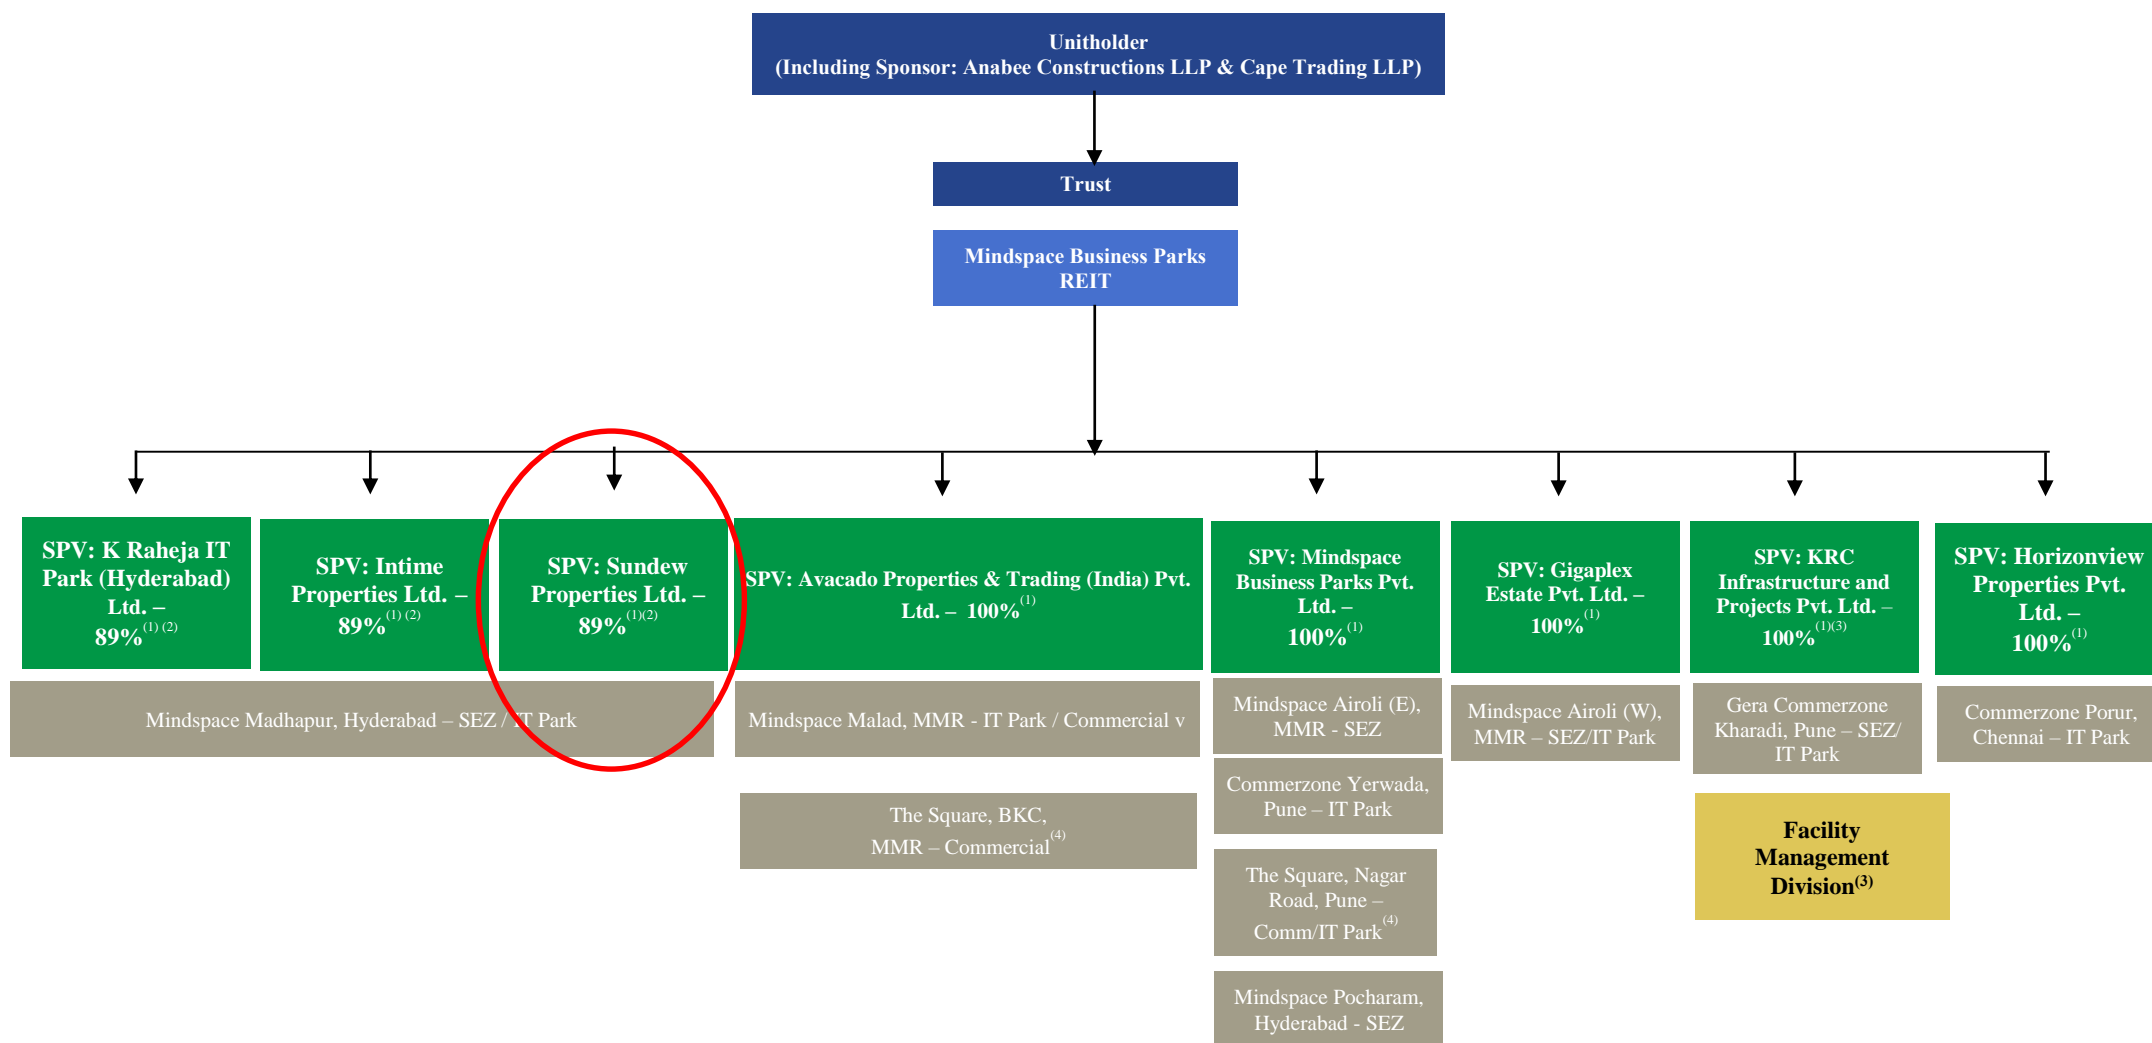 Unitholder
(Including Sponsor: Anabee Constructions LLP & Cape Trading LLP)
Trust
Mindspace Business Parks
REIT
SPV: K Raheja IT
Park (Hyderabad)
Ltd. –
89%(1) (2)
SPV: Intime
Properties Ltd. –
89%(1) (2)
SPV: Sundew
Properties Ltd. –
89%(1)(2)
SPV: Avacado Properties & Trading (India) Pvt.
Ltd. – 100%(1)
SPV: Mindspace
Business Parks Pvt.
Ltd. –
100%(1)
SPV: Gigaplex
Estate Pvt. Ltd. –
100%(1)
SPV: KRC
Infrastructure and
Projects Pvt. Ltd. –
100%(1)(3)
SPV: Horizonview
Properties Pvt.
Ltd. –
100%(1)
Mindspace Madhapur, Hyderabad – SEZ / IT Park
Mindspace Malad, MMR - IT Park / Commercial v
The Square, BKC,
MMR – Commercial(4)
Mindspace Airoli (E),
MMR - SEZ
Commerzone Yerwada,
Pune – IT Park
The Square, Nagar
Road, Pune –
Comm/IT Park(4)
Mindspace Pocharam,
Hyderabad - SEZ
Mindspace Airoli (W),
MMR – SEZ/IT Park
Gera Commerzone
Kharadi, Pune – SEZ/
IT Park
Facility
Management
Division(3)
Commerzone Porur,
Chennai – IT Park